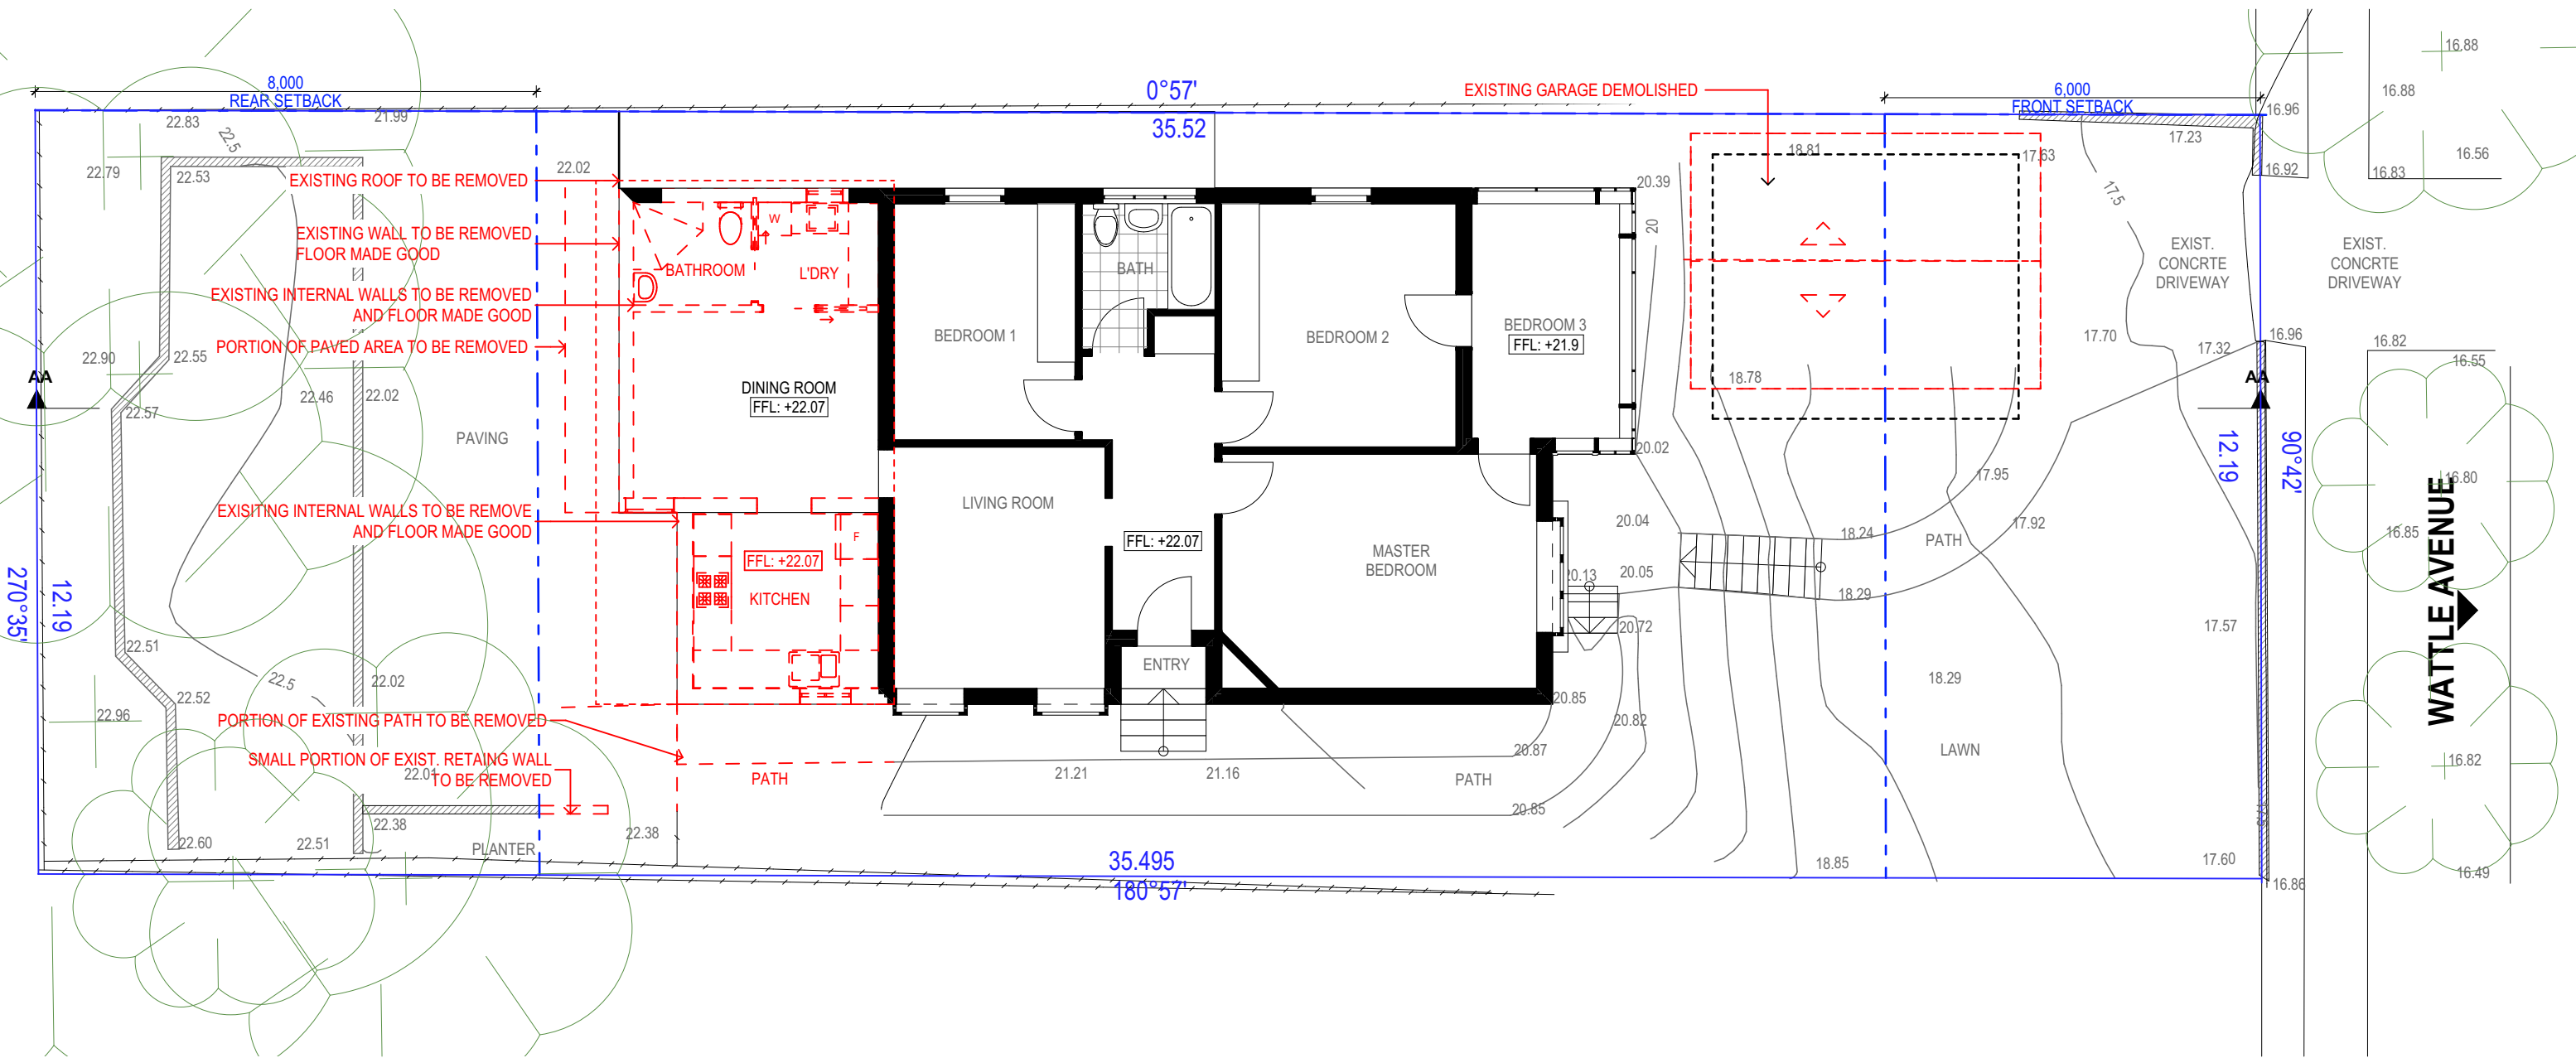 16.88
8,000
REAR SETBACK
0°57'
35.52
EXISTING GARAGE DEMOLISHED
6,000
FRONT SETBACK
16.96
16.88
22.83
22.5
21.99
22.02
18.81
17.63
17.23
16.92
16.83
16.56
22.79
22.53
EXISTING ROOF TO BE REMOVED
20.39
17.5
W
20
EXISTING WALL TO BE REMOVED
FLOOR MADE GOOD
BATHROOM
L'DRY
BATH
EXIST.
CONCRTE
DRIVEWAY
EXIST.
CONCRTE
DRIVEWAY
EXISTING INTERNAL WALLS TO BE REMOVED
AND FLOOR MADE GOOD
BEDROOM 1
BEDROOM 2
BEDROOM 3
FFL: +21.9
17.70
17.32
16.96
16.82
16.55
PORTION OF PAVED AREA TO BE REMOVED
22.90
22.55
AA
22.46
22.02
22.57
DINING ROOM
FFL: +22.07
18.78
AA
PAVING
20.02
12.19
90°42'
17.95
16.80
LIVING ROOM
EXISITING INTERNAL WALLS TO BE REMOVE
AND FLOOR MADE GOOD
F
FFL: +22.07
20.04
18.24
17.92
PATH
16.85
WATTLE AVENUE
FFL: +22.07
KITCHEN
MASTER
BEDROOM
20.13
20.05
18.29
270°35'
12.19
20.72
17.57
22.51
ENTRY
22.5
22.02
22.52
20.85
18.29
22.96
PORTION OF EXISTING PATH TO BE REMOVED
20.82
20.87
LAWN
SMALL PORTION OF EXIST. RETAING WALL
TO BE REMOVED
22.01
PATH
21.21
21.16
PATH
16.82
20.85
22.38
22.38
22.60
22.51
PLANTER
35.495
180°57'
18.85
17.60
16.86
16.49